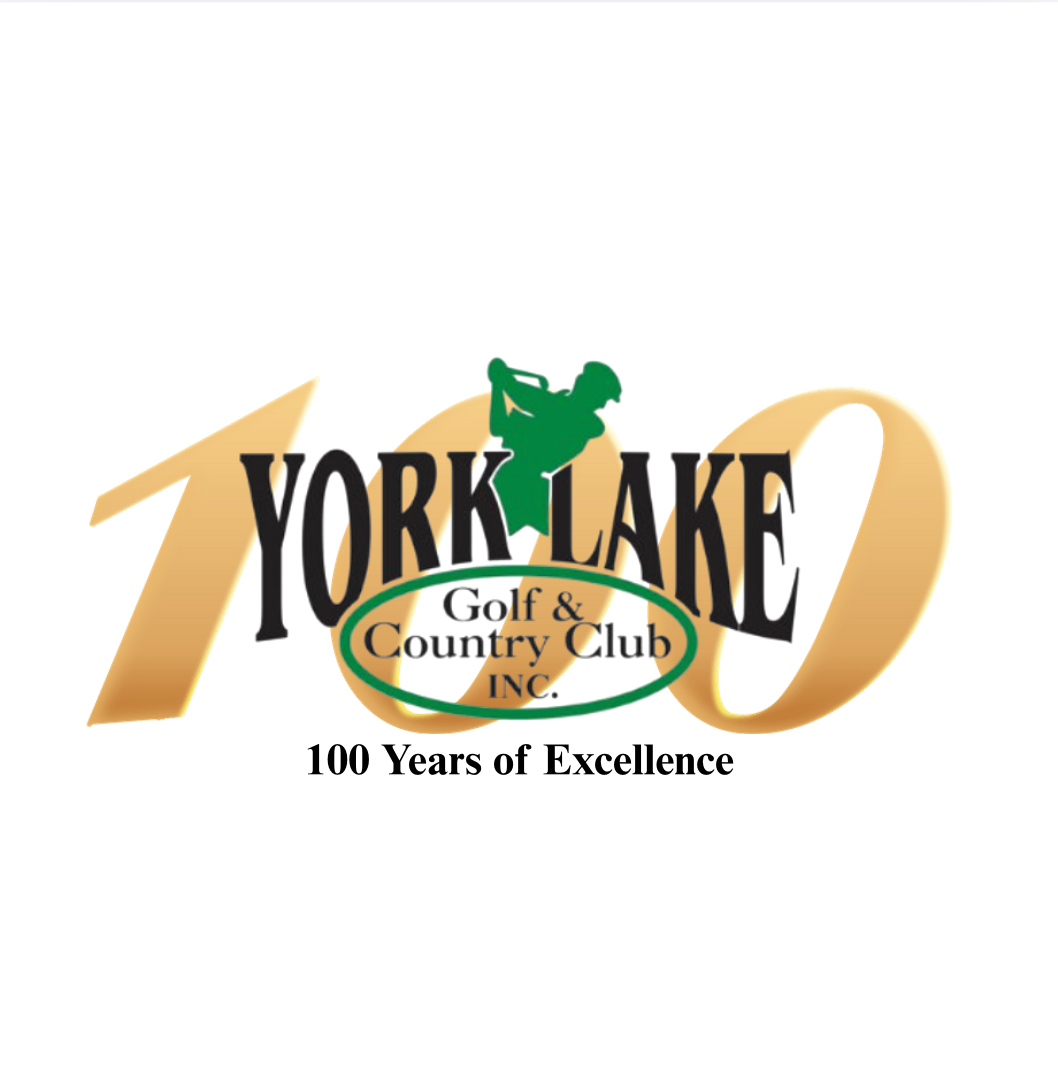 100
YORK LAKE
Golf &
Country Club
INC.
100 Years of Excellence